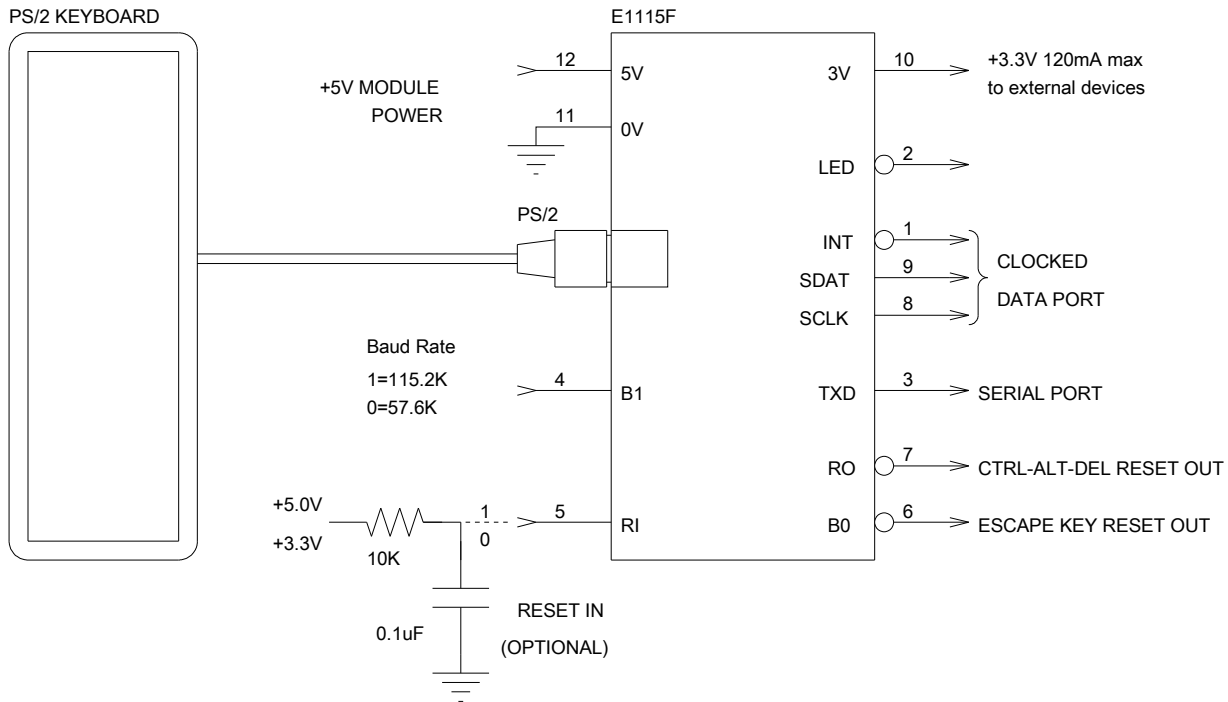 PS/2 KEYBOARD
E1115F
+5V MODULE
POWER
12
5V
11
0V
PS/2
Baud Rate
1=115.2K
0=57.6K
4
B1
+5.0V
+3.3V
10K
1
0
5
RI
0.1uF
RESET IN
(OPTIONAL)
3V
10
+3.3V 120mA max
to external devices
LED
2
INT
1
SDAT
9
SCLK
8
CLOCKED
DATA PORT
TXD
3
SERIAL PORT
RO
7
CTRL-ALT-DEL RESET OUT
B0
6
ESCAPE KEY RESET OUT